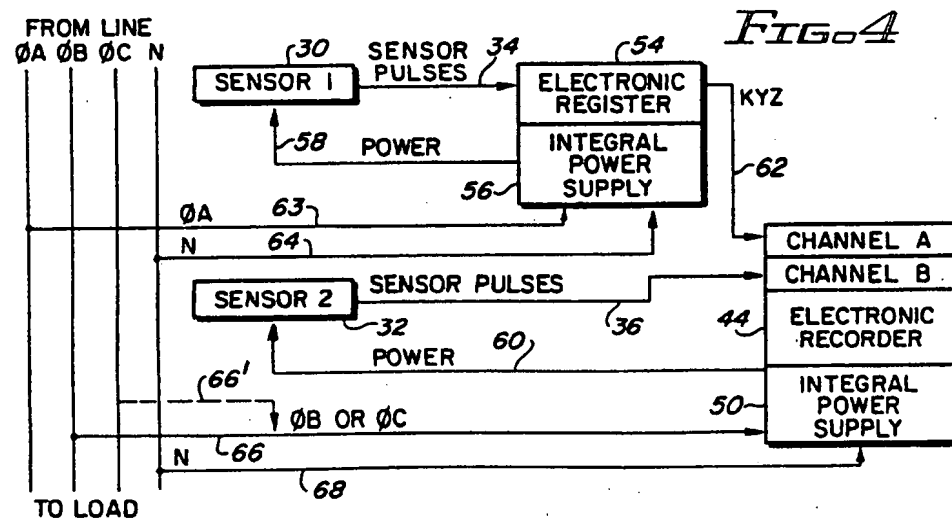 FIG. 4
FROM LINE
ØA ØB ØC N
30
SENSOR 1
SENSOR
PULSES
34
54
ELECTRONIC
REGISTER
KYZ
58
POWER
INTEGRAL
POWER
SUPPLY
56
62
ØA
63
N
64
CHANNEL A
CHANNEL B
SENSOR 2
SENSOR PULSES
32
36
44
ELECTRONIC
RECORDER
POWER
60
66'
ØB OR ØC
50
INTEGRAL
POWER
SUPPLY
66
N
68
TO LOAD